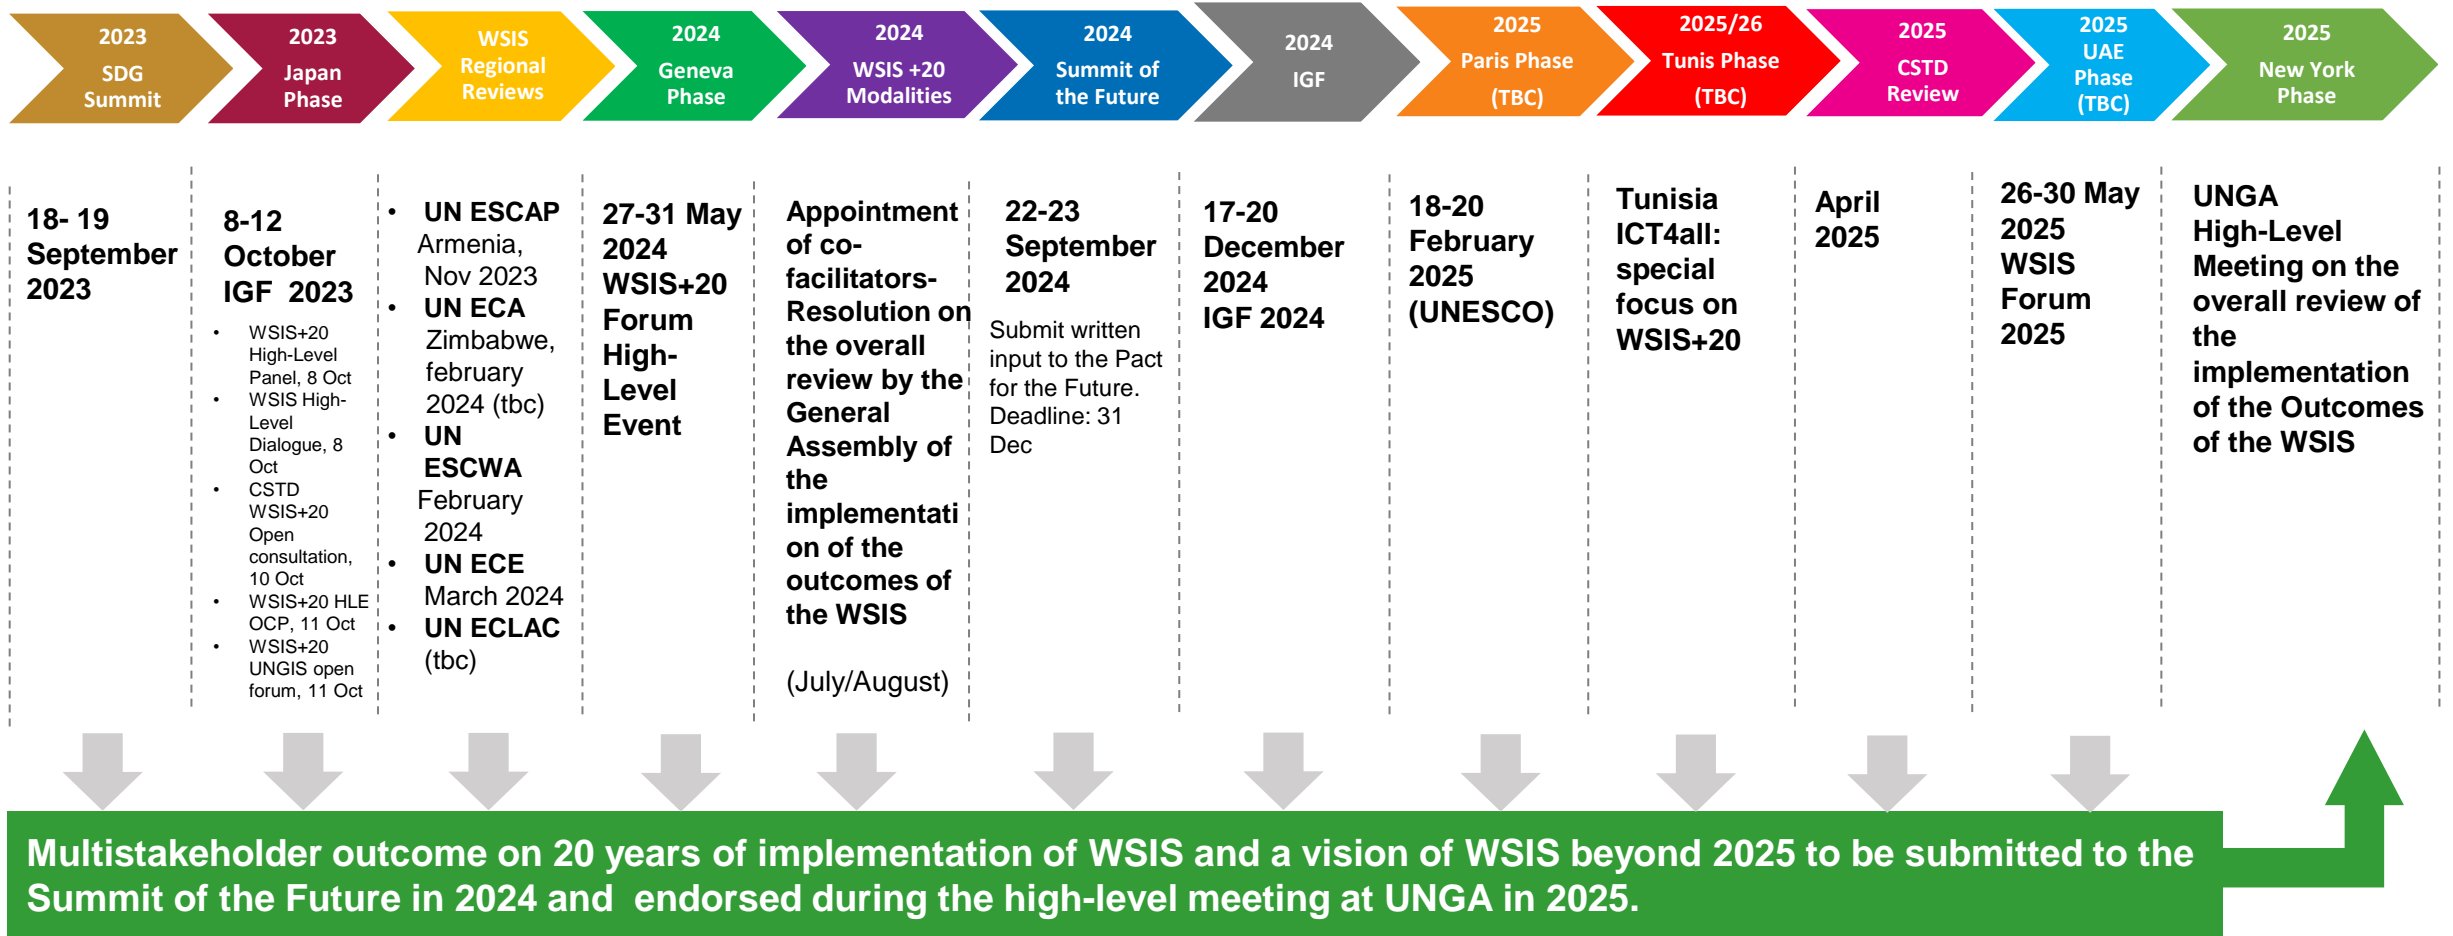 2023
SDG
Summit
2023
Japan
Phase
WSIS
Regional
Reviews
2024
Geneva
Phase
2024
WSIS +20
Modalities
2024
Summit of
the Future
2024
IGF
2025
Paris Phase
(TBC)
2025/26
Tunis Phase
(TBC)
2025
CSTD
Review
2025
UAE
Phase
(TBC)
2025
New York
Phase
18- 19
September
2023
8-12
October
IGF  2023
• WSIS+20
High-Level
Panel, 8 Oct
• WSIS High-
Level
Dialogue, 8
Oct
• CSTD
WSIS+20
Open
consultation,
10 Oct
• WSIS+20 HLE
OCP, 11 Oct
• WSIS+20
UNGIS open
forum, 11 Oct
• UN ESCAP
Armenia,
Nov 2023
• UN ECA
Zimbabwe,
february
2024 (tbc)
• UN
ESCWA
February
2024
• UN ECE
March 2024
• UN ECLAC
(tbc)
27-31 May
2024
WSIS+20
Forum
High-
Level
Event
Appointment
of co-
facilitators-
Resolution on
the overall
review by the
General
Assembly of
the
implementati
on of the
outcomes of
the WSIS
(July/August)
22-23
September
2024
Submit written
input to the Pact
for the Future.
Deadline: 31
Dec
17-20
December
2024
IGF 2024
18-20
February
2025
(UNESCO)
Tunisia
ICT4all:
special
focus on
WSIS+20
April
2025
26-30 May
2025
WSIS
Forum
2025
UNGA
High-Level
Meeting on the
overall review of
the
implementation
of the Outcomes
of the WSIS
Multistakeholder outcome on 20 years of implementation of WSIS and a vision of WSIS beyond 2025 to be submitted to the
Summit of the Future in 2024 and  endorsed during the high-level meeting at UNGA in 2025.